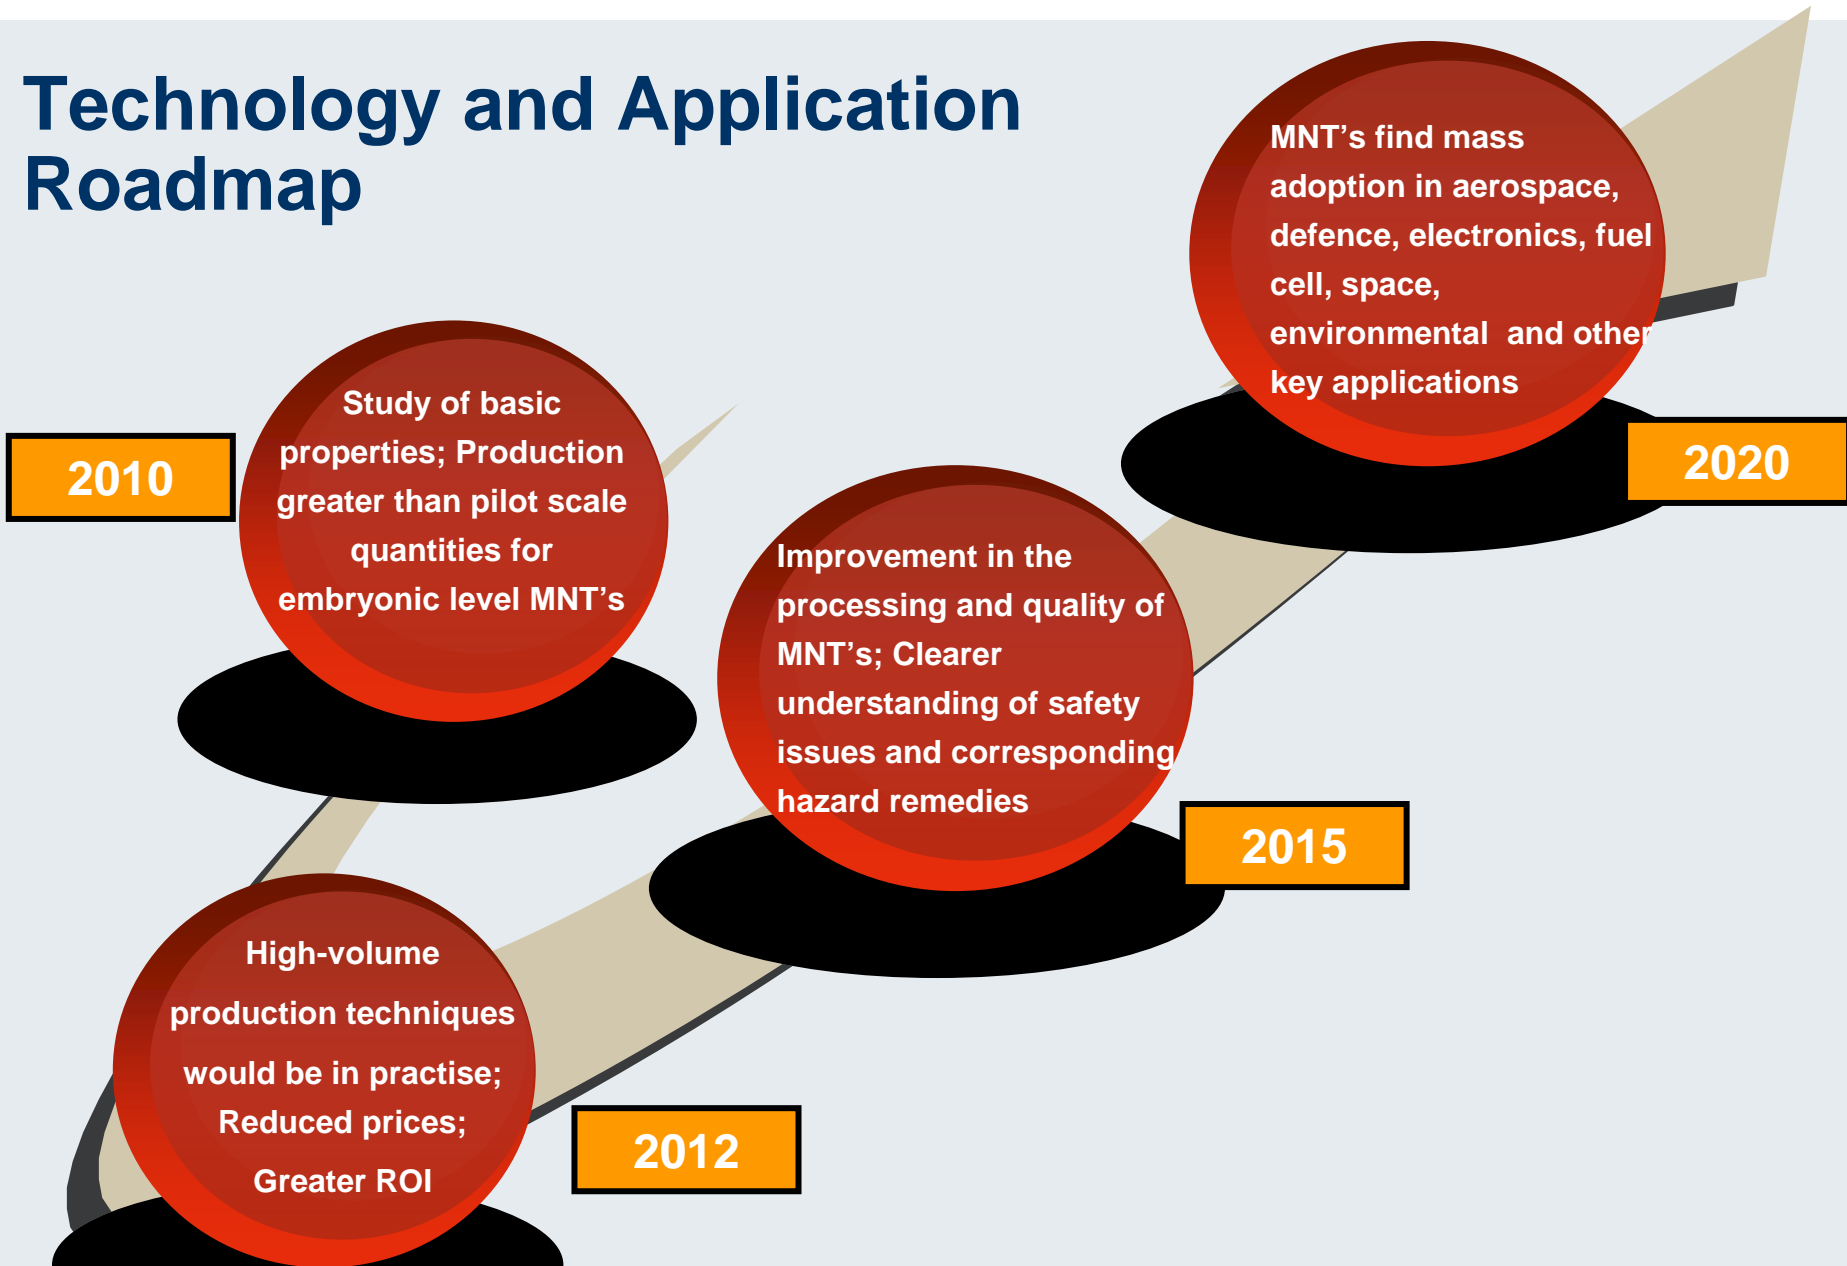 Technology and Application
Roadmap
2010
Study of basic
properties; Production
greater than pilot scale
quantities for
embryonic level MNT’s
High-volume
production techniques
would be in practise;
Reduced prices;
Greater ROI
2012
Improvement in the
processing and quality of
MNT’s; Clearer
understanding of safety
issues and corresponding
hazard remedies
2015
MNT’s find mass
adoption in aerospace,
defence, electronics, fuel
cell, space,
environmental  and other
key applications
2020